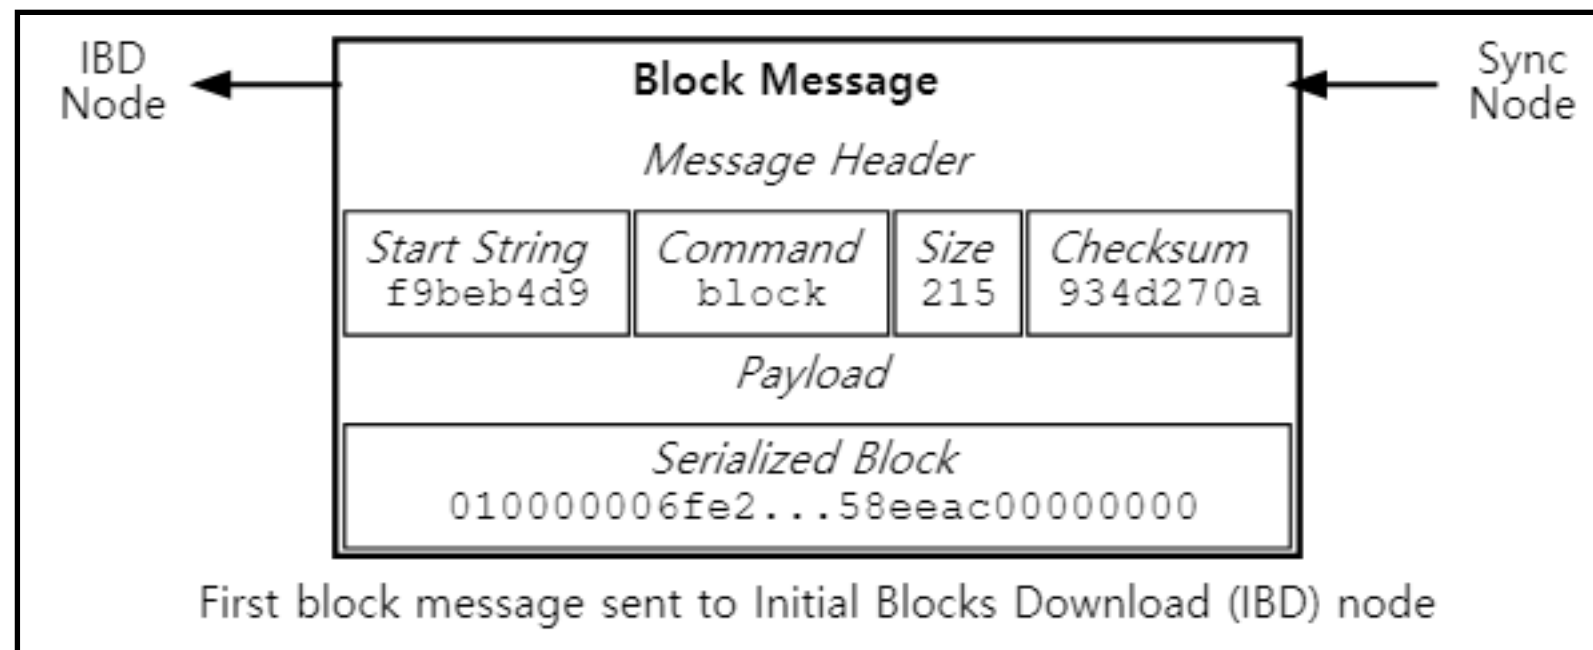 IBD
Node
Block Message
Sync
Node
Message Header
Start String
f9beb4d9
Command
block
Size
215
Checksum
934d270a
Payload
Serialized Block
010000006fe2...58eeac00000000
First block message sent to Initial Blocks Download (IBD) node